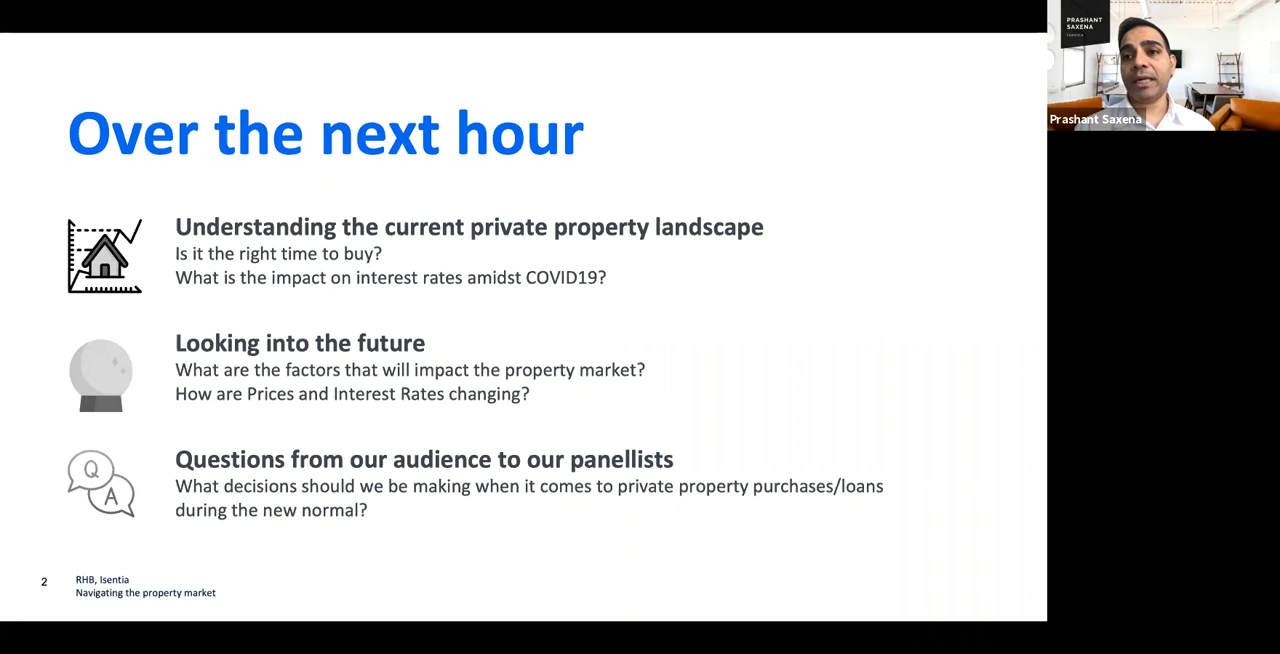 Over the next hour
Understanding the current private property landscape
Is it the right time to buy?
What is the impact on interest rates amidst COVID19?
Looking into the future
What are the factors that will impact the property market?
How are Prices and Interest Rates changing?
Q
A
Questions from our audience to our panellists
What decisions should we be making when it comes to private property purchases/loans
during the new normal?
2
RHB, Isentia
Navigating the property market
PRASHANT
SAXENA
Isentia
Prashant Saxena